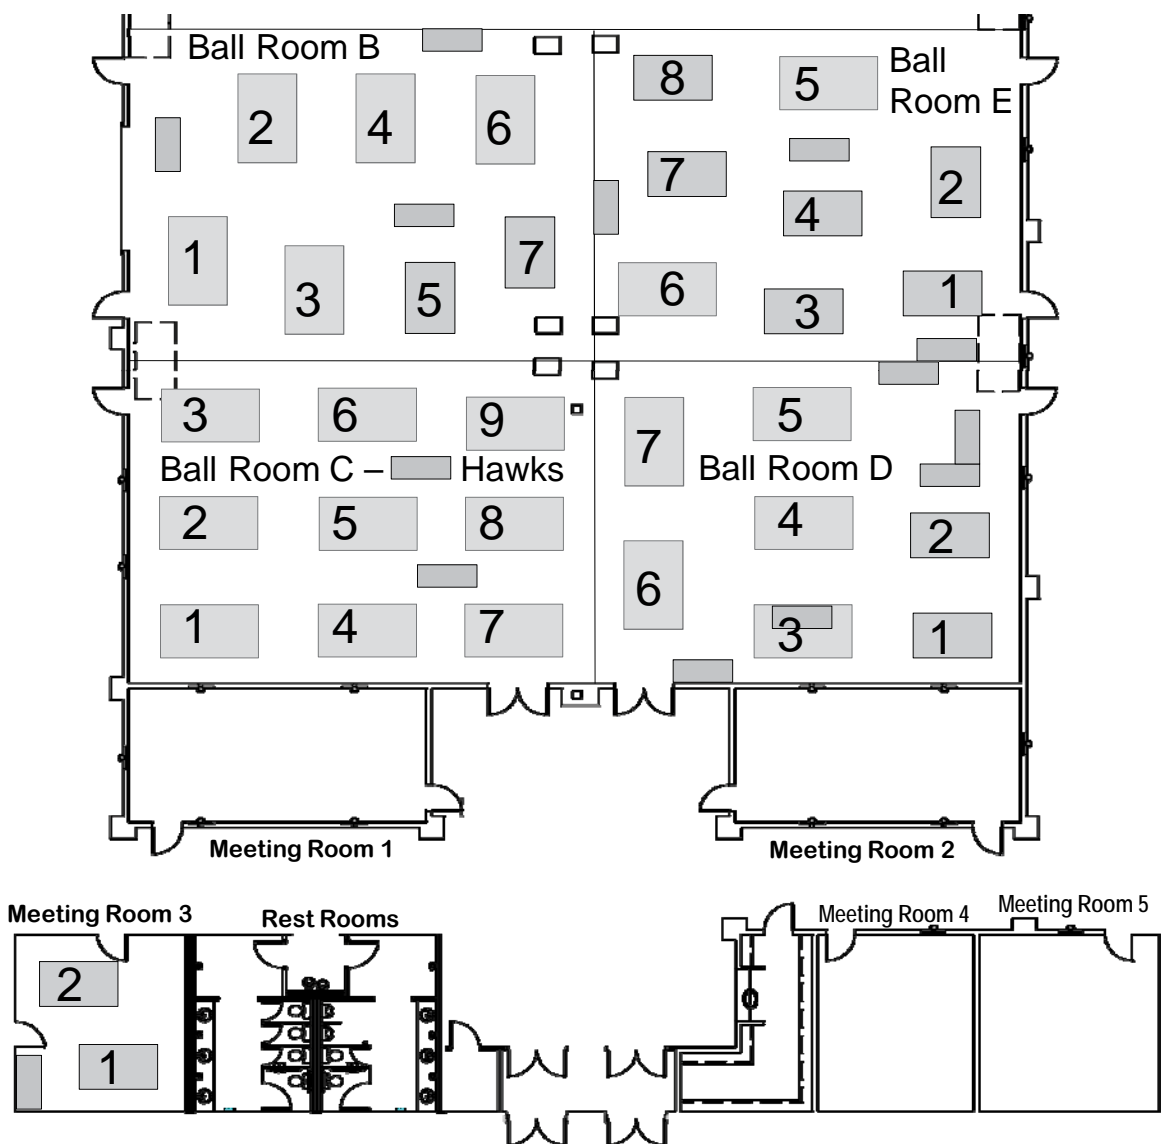 Ball Room B
2
4
6
1
3
5
7
Ball
Room E
8
5
7
4
2
6
3
1
3
6
9
Ball Room C –
Hawks
2
5
8
1
4
7
7
5
Ball Room D
4
2
6
3
1
Meeting Room 1
Meeting Room 2
Meeting Room 3
Rest Rooms
Meeting Room 4
Meeting Room 5
2
1